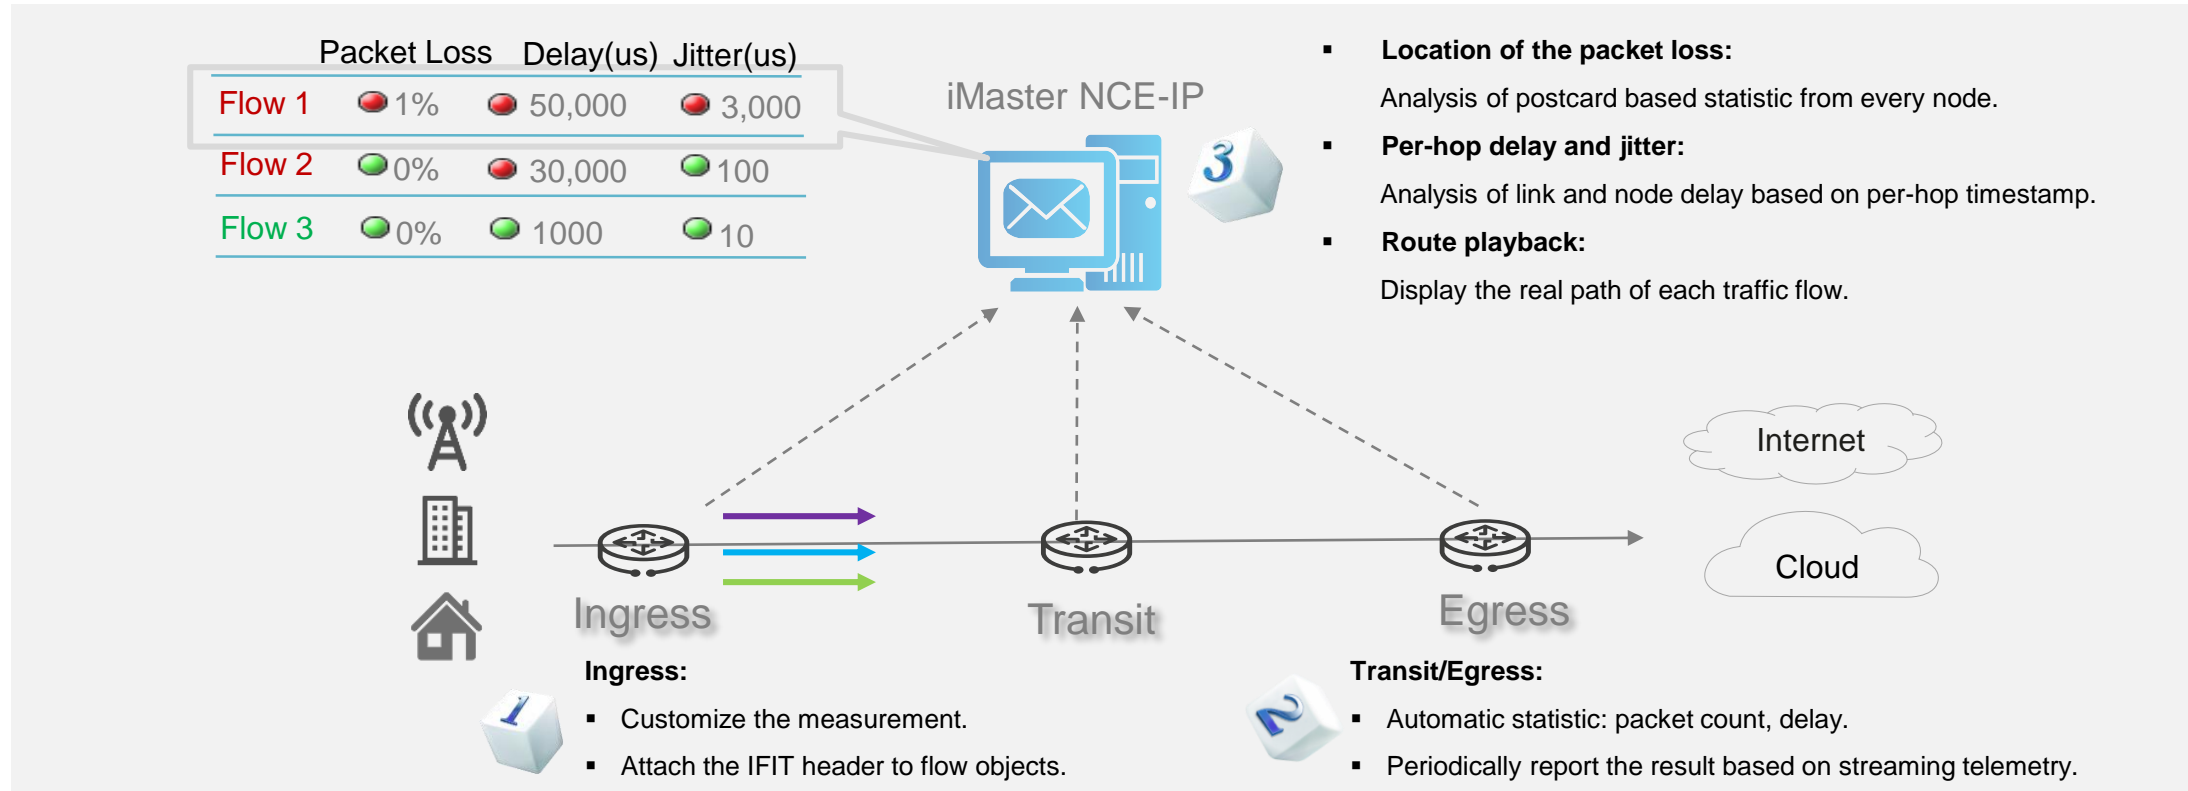 Packet Loss Delay(us) Jitter(us)
Flow 1 1% 50,000 3,000
Flow 2 0% 30,000 100
Flow 3 0% 1000 10
iMaster NCE-IP
3
▪ Location of the packet loss:
Analysis of postcard based statistic from every node.
▪ Per-hop delay and jitter:
Analysis of link and node delay based on per-hop timestamp.
▪ Route playback:
Display the real path of each traffic flow.
Internet
Cloud
Ingress
Transit
Egress
1
Ingress:
▪ Customize the measurement.
▪ Attach the IFIT header to flow objects.
2
Transit/Egress:
▪ Automatic statistic: packet count, delay.
▪ Periodically report the result based on streaming telemetry.